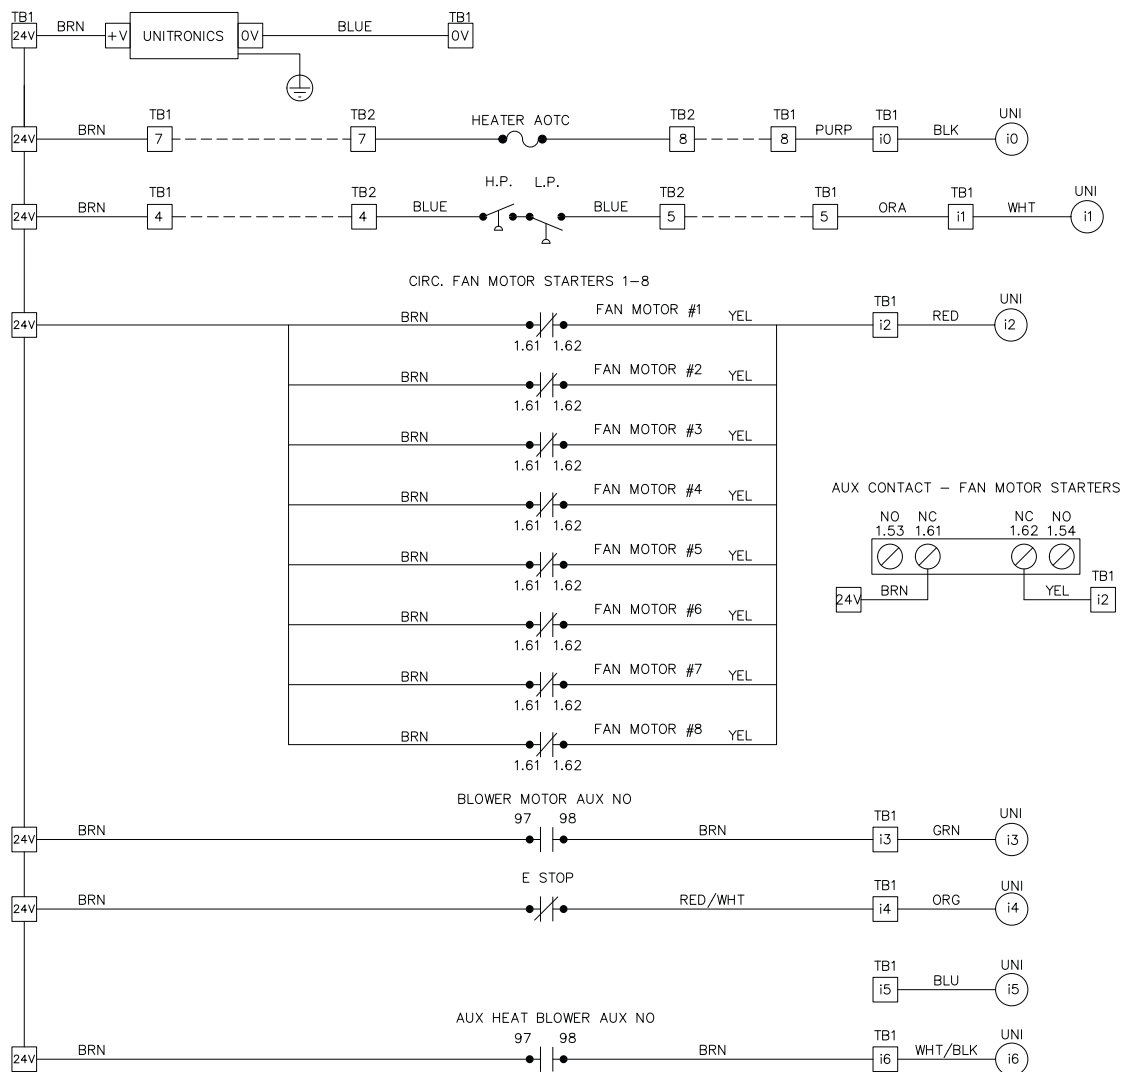 TB1 TB1
24V BRN +V UNITRONICS 0V BLUE 0V
TB1 TB2 HEATER AOTC TB2 TB1 TB1 UNI
24V BRN 7 7 8 8 PURP i0 BLK i0
H.P. L.P.
TB1 TB2 TB2 TB1 TB1 UNI
24V BRN 4 4 BLUE BLUE 5 5 ORA i1 WHT i1
CIRC. FAN MOTOR STARTERS 1-8
TB1 UNI
24V BRN FAN MOTOR #1 YEL i2 RED i2
1.61 1.62
BRN FAN MOTOR #2 YEL
1.61 1.62
BRN FAN MOTOR #3 YEL
1.61 1.62
BRN FAN MOTOR #4 YEL
1.61 1.62
BRN FAN MOTOR #5 YEL
1.61 1.62
BRN FAN MOTOR #6 YEL
1.61 1.62
BRN FAN MOTOR #7 YEL
1.61 1.62
BRN FAN MOTOR #8 YEL
1.61 1.62
AUX CONTACT - FAN MOTOR STARTERS
NO NC NC NO
1.53 1.61 1.62 1.54
TB1
24V BRN YEL i2
BLOWER MOTOR AUX NO
97 98 TB1 UNI
24V BRN BRN i3 GRN i3
E STOP
TB1 UNI
24V BRN RED/WHT i4 ORG i4
TB1 UNI
i5 BLU i5
AUX HEAT BLOWER AUX NO
97 98 TB1 UNI
24V BRN BRN i6 WHT/BLK i6